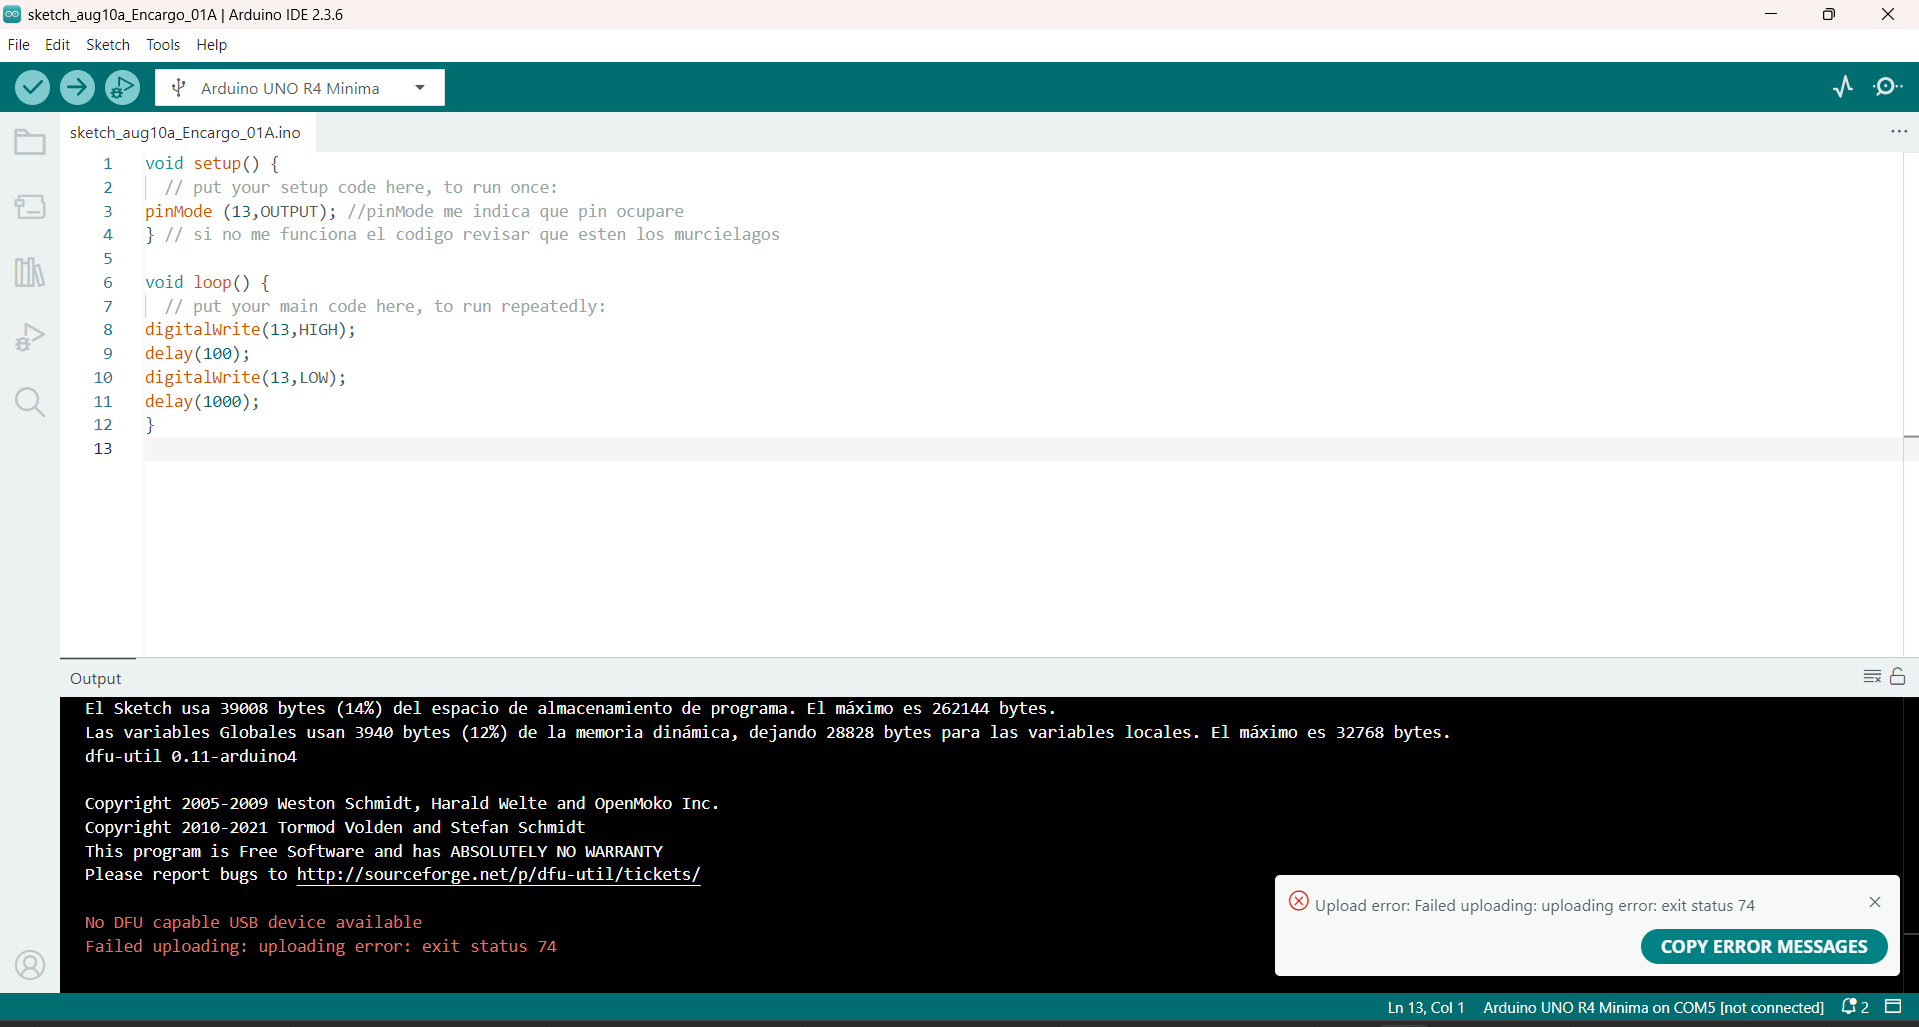 sketch_aug10a_Encargo_01A | Arduino IDE 2.3.6
File Edit Sketch Tools Help
Arduino UNO R4 Minima
sketch_aug10a_Encargo_01A.ino
1 void setup() {
2 // put your setup code here, to run once:
3 pinMode (13,OUTPUT); //pinMode me indica que pin ocupare
4 } // si no me funciona el codigo revisar que esten los murcielagos
5
6 void loop() {
7 // put your main code here, to run repeatedly:
8 digitalWrite(13,HIGH);
9 delay(100);
10 digitalWrite(13,LOW);
11 delay(1000);
12 }
13
Output
El Sketch usa 39008 bytes (14%) del espacio de almacenamiento de programa. El máximo es 262144 bytes.
Las variables Globales usan 3940 bytes (12%) de la memoria dinámica, dejando 28828 bytes para las variables locales. El máximo es 32768 bytes.
dfu-util 0.11-arduino4
Copyright 2005-2009 Weston Schmidt, Harald Welte and OpenMoko Inc.
Copyright 2010-2021 Tormod Volden and Stefan Schmidt
This program is Free Software and has ABSOLUTELY NO WARRANTY
Please report bugs to http://sourceforge.net/p/dfu-util/tickets/
No DFU capable USB device available
Failed uploading: uploading error: exit status 74
Upload error: Failed uploading: uploading error: exit status 74
COPY ERROR MESSAGES
Ln 13, Col 1 Arduino UNO R4 Minima on COM5 [not connected] 2